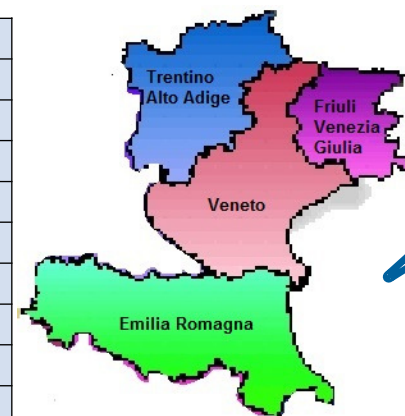 Trentino
Alto Adige
Friuli
Venezia
Giulia
Veneto
Emilia Romagna